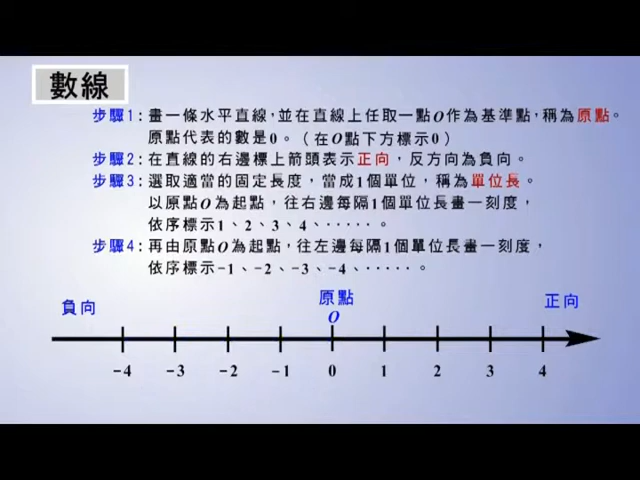 數線
步驟1：畫一條水平直線，並在直線上任取一點O作為基準點，稱為原點。
原點代表的數是0。（在O點下方標示0）
步驟2：在直線的右邊標上箭頭表示正向，反方向為負向。
步驟3：選取適當的固定長度，當成1個單位，稱為單位長。
以原點O為起點，往右邊每隔1個單位長畫一刻度，
依序標示1、2、3、4、⋯⋯。
步驟4：再由原點O為起點，往左邊每隔1個單位長畫一刻度，
依序標示-1、-2、-3、-4、⋯⋯。
負向 原點 正向
O
-4 -3 -2 -1 0 1 2 3 4